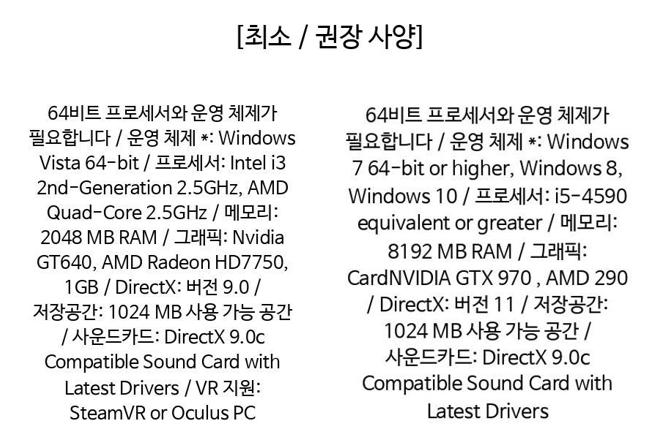 [최소 / 권장 사양]
64비트 프로세서와 운영 체제가
필요합니다 / 운영 체제 *: Windows
Vista 64-bit / 프로세서: Intel i3
2nd-Generation 2.5GHz, AMD
Quad-Core 2.5GHz / 메모리:
2048 MB RAM / 그래픽: Nvidia
GT640, AMD Radeon HD7750,
1GB / DirectX: 버전 9.0 /
저장공간: 1024 MB 사용 가능 공간
/ 사운드카드: DirectX 9.0c
Compatible Sound Card with
Latest Drivers / VR 지원:
SteamVR or Oculus PC
64비트 프로세서와 운영 체제가
필요합니다 / 운영 체제 *: Windows
7 64-bit or higher, Windows 8,
Windows 10 / 프로세서: i5-4590
equivalent or greater / 메모리:
8192 MB RAM / 그래픽:
CardNVIDIA GTX 970 , AMD 290
/ DirectX: 버전 11 / 저장공간:
1024 MB 사용 가능 공간 /
사운드카드: DirectX 9.0c
Compatible Sound Card with
Latest Drivers